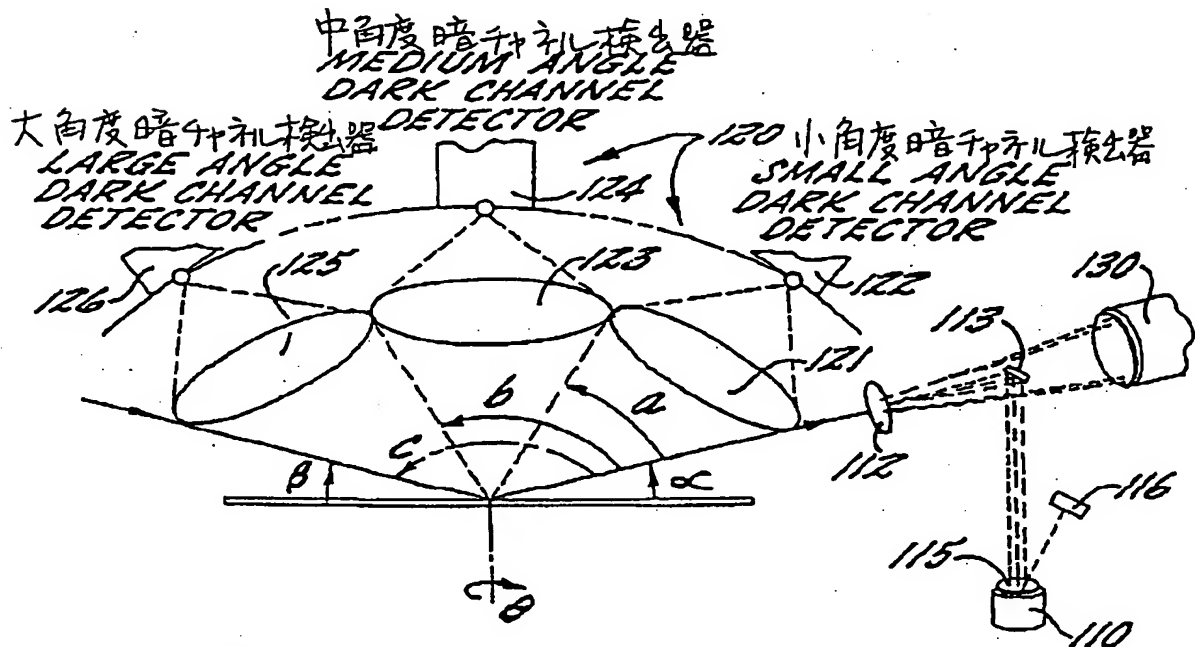 中角度暗チャネル検出器
MEDIUM ANGLE
DARK CHANNEL
DETECTOR
大角度暗チャネル検出器
LARGE ANGLE
DARK CHANNEL
DETECTOR
120
小角度暗チャネル検出器
SMALL ANGLE
DARK CHANNEL
DETECTOR
124
126
125
123
122
130
113
121
112
b
a
c
β
α
116
115
θ
110